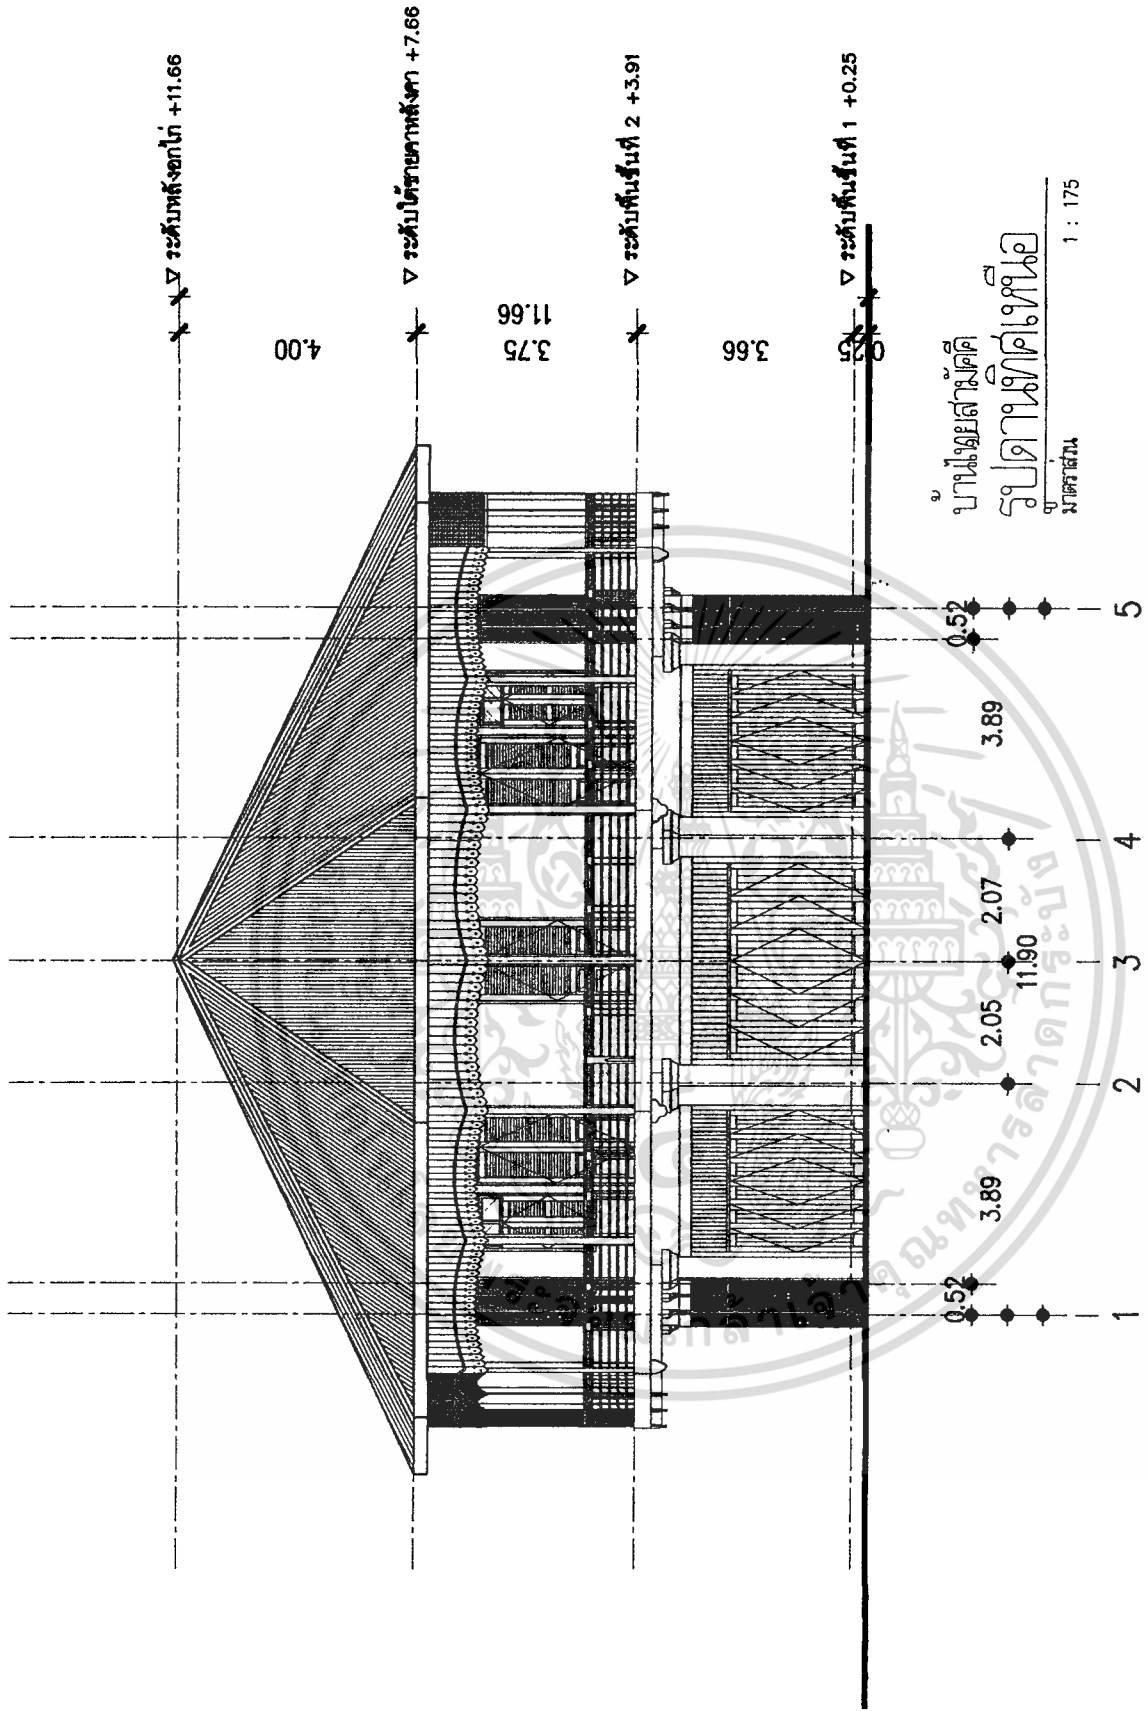 ▽ ระดับหลังอกไก่ +11.66
▽ ระดับใต้ชายคาหลังคา +7.66
▽ ระดับพื้นชั้นที่ 2 +3.91
▽ ระดับพื้นชั้นที่ 1 +0.25
4.00
3.75
11.66
3.66
0.25
0.52
3.89
2.05
2.07
3.89
0.52
11.90
1
2
3
4
5
บ้านไทยสามัคคี
รูปด้านทิศเหนือ
มาตราส่วน
1 : 175